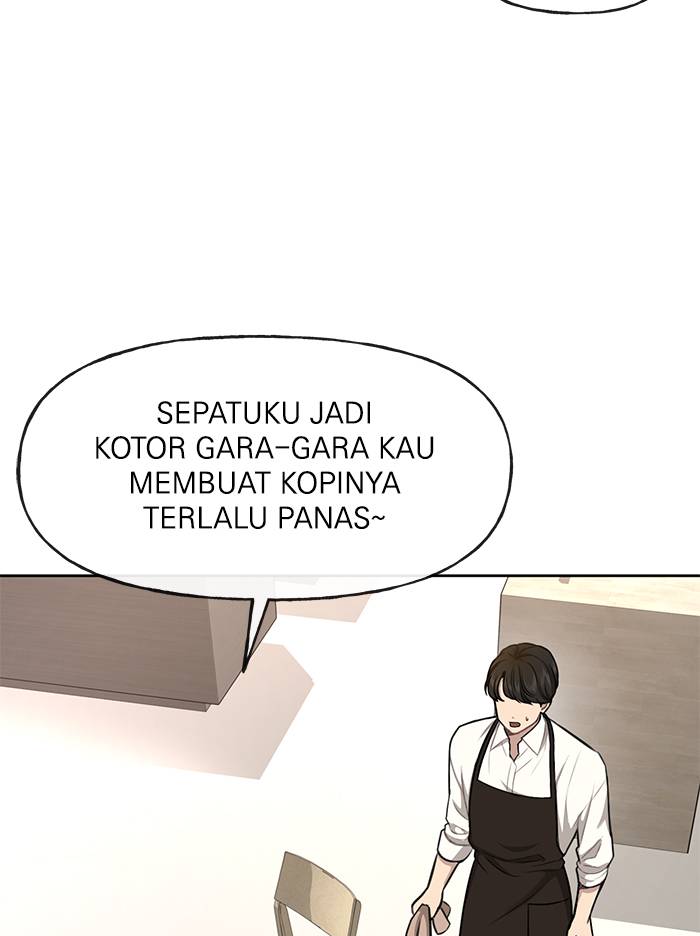 SEPATUKU JADI
KOTOR GARA-GARA KAU
MEMBUAT KOPINYA
TERLALU PANAS~